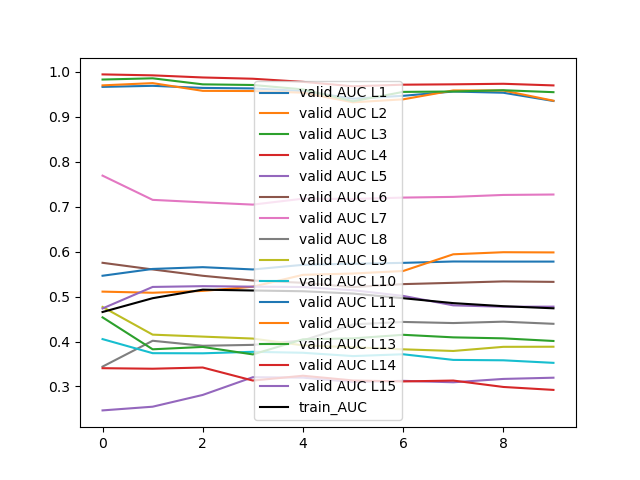 1.0
0.9
0.8
0.7
0.6
0.5
0.4
0.3
valid AUC L1
valid AUC L2
valid AUC L3
valid AUC L4
valid AUC L5
valid AUC L6
valid AUC L7
valid AUC L8
valid AUC L9
valid AUC L10
valid AUC L11
valid AUC L12
valid AUC L13
valid AUC L14
valid AUC L15
train_AUC
0 2 4 6 8